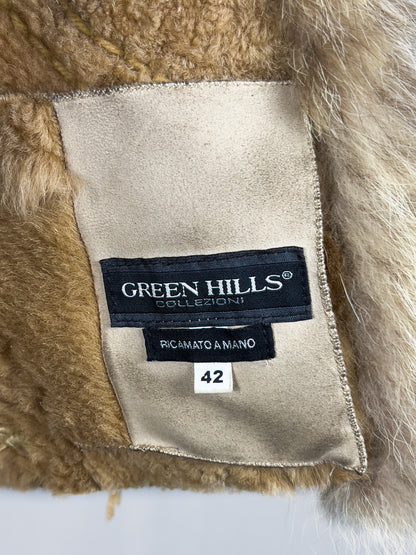 GREEN HILLS®
COLLEZIONI
RICAMATO A MANO
42